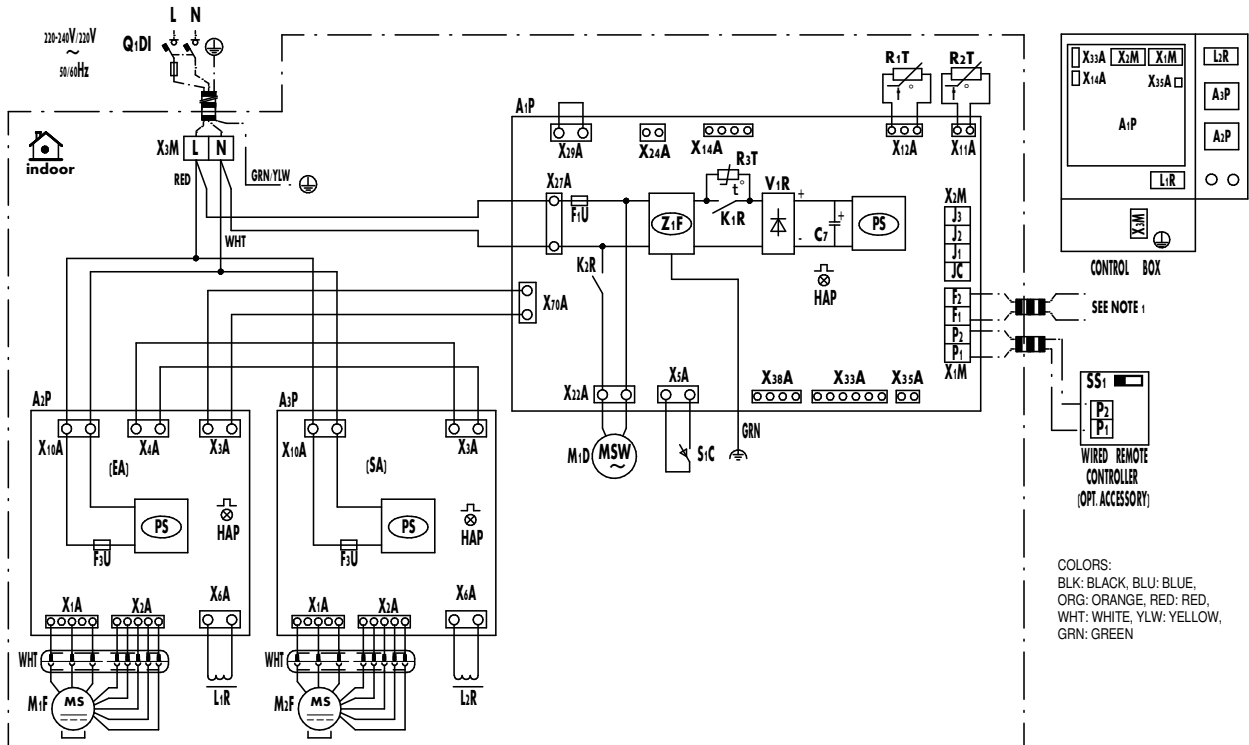 L N
220-240V/220V
~
50/60Hz
Q1DI
indoor
X3M L N
RED
GRN/YLW
WHT
A1P
X29A
X24A
X14A
R1T
R2T
X12A
X11A
X27A
F1U
R3T
t°
K1R
Z1F
V1R
+
-
C7
+
PS
K2R
HAP
X2M
J3
J2
J1
JC
F2
F1
P2
P1
X1M
SEE NOTE 1
X70A
X22A
X5A
X38A
X33A
X35A
M1D
MSW
~
S1C
GRN
SS1
P2
P1
WIRED REMOTE
CONTROLLER
(OPT. ACCESSORY)
A2P
X10A
X4A
X3A
(EA)
PS
HAP
F3U
X1A
X2A
X6A
WHT
M1F
MS
L1R
A3P
X10A
X3A
(SA)
PS
HAP
F3U
X1A
X2A
X6A
WHT
M2F
MS
L2R
X33A X2M X1M
X14A
X35A
A1P
L1R
L2R
A3P
A2P
X3M
CONTROL BOX
COLORS:
BLK: BLACK, BLU: BLUE,
ORG: ORANGE, RED: RED,
WHT: WHITE, YLW: YELLOW,
GRN: GREEN